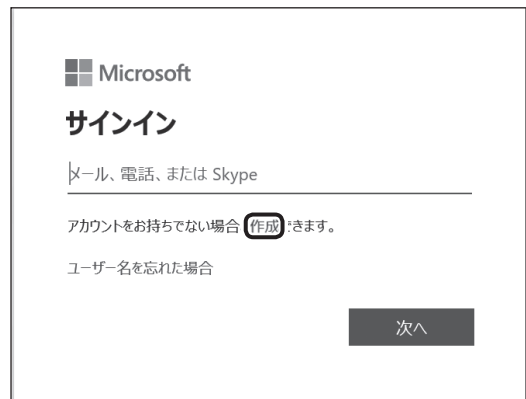 Microsoft
サインイン
メール、電話、または Skype
アカウントをお持ちでない場合 作成 きます。
ユーザー名を忘れた場合
次へ